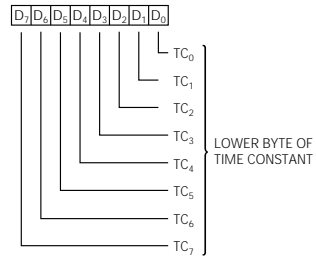 D₇ D₆ D₅ D₄ D₃ D₂ D₁ D₀
TC₀
TC₁
TC₂
TC₃
TC₄
TC₅
TC₆
TC₇
LOWER BYTE OF
TIME CONSTANT